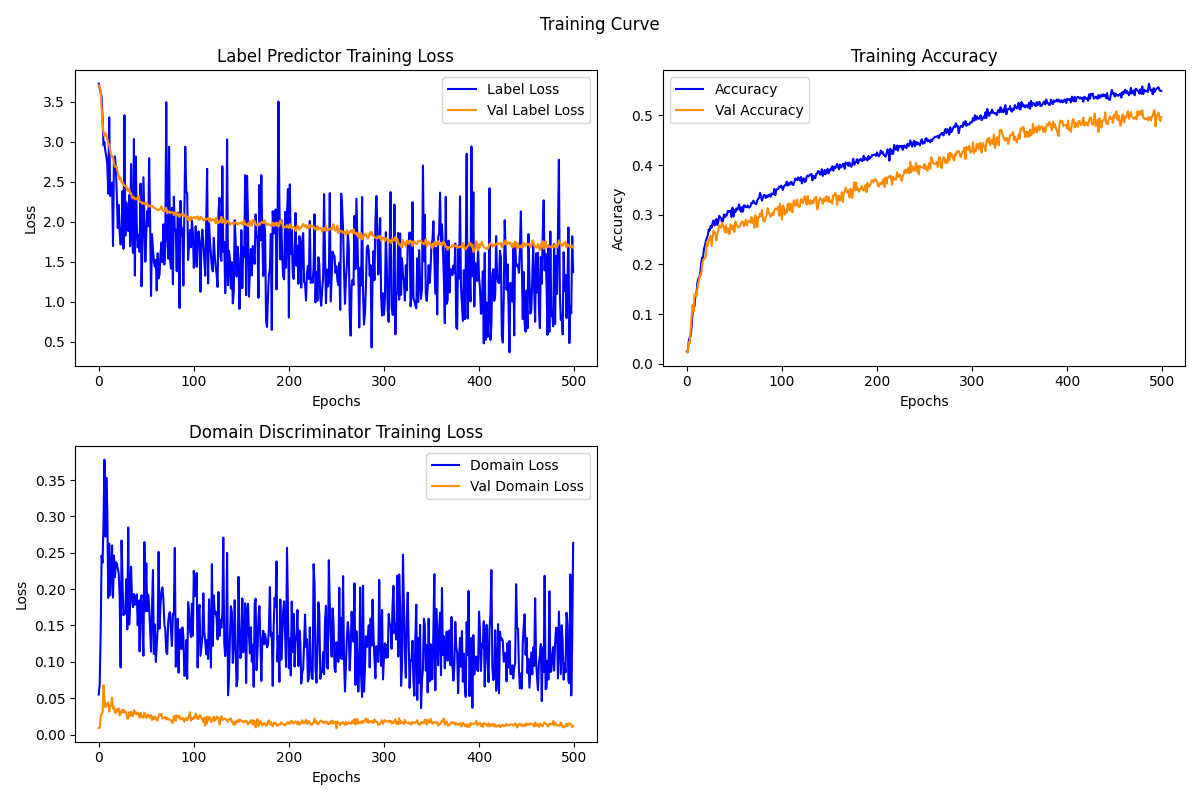 Training Curve
Label Predictor Training Loss
Loss
3.5
3.0
2.5
2.0
1.5
1.0
0.5
Label Loss
Val Label Loss
0 100 200 300 400 500
Epochs
Training Accuracy
Accuracy
0.5
0.4
0.3
0.2
0.1
0.0
Accuracy
Val Accuracy
0 100 200 300 400 500
Epochs
Domain Discriminator Training Loss
Loss
0.35
0.30
0.25
0.20
0.15
0.10
0.05
0.00
Domain Loss
Val Domain Loss
0 100 200 300 400 500
Epochs